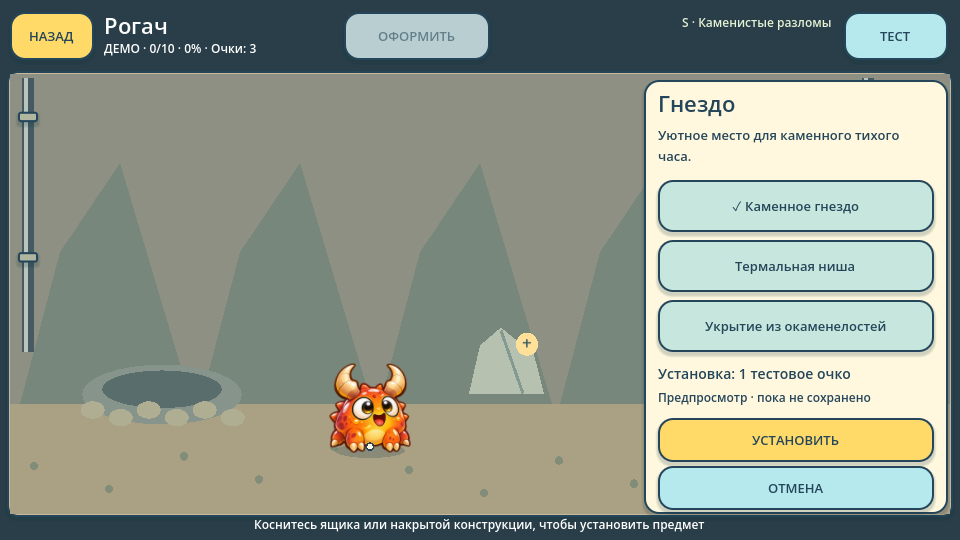 НАЗАД
Рогач
ДЕМО · 0/10 · 0% · Очки: 3
ОФОРМИТЬ
S · Каменистые разломы
ТЕСТ
Гнездо
Уютное место для каменного тихого
часа.
✓ Каменное гнездо
Термальная ниша
Укрытие из окаменелостей
Установка: 1 тестовое очко
Предпросмотр · пока не сохранено
УСТАНОВИТЬ
ОТМЕНА
+
Коснитесь ящика или накрытой конструкции, чтобы установить предмет